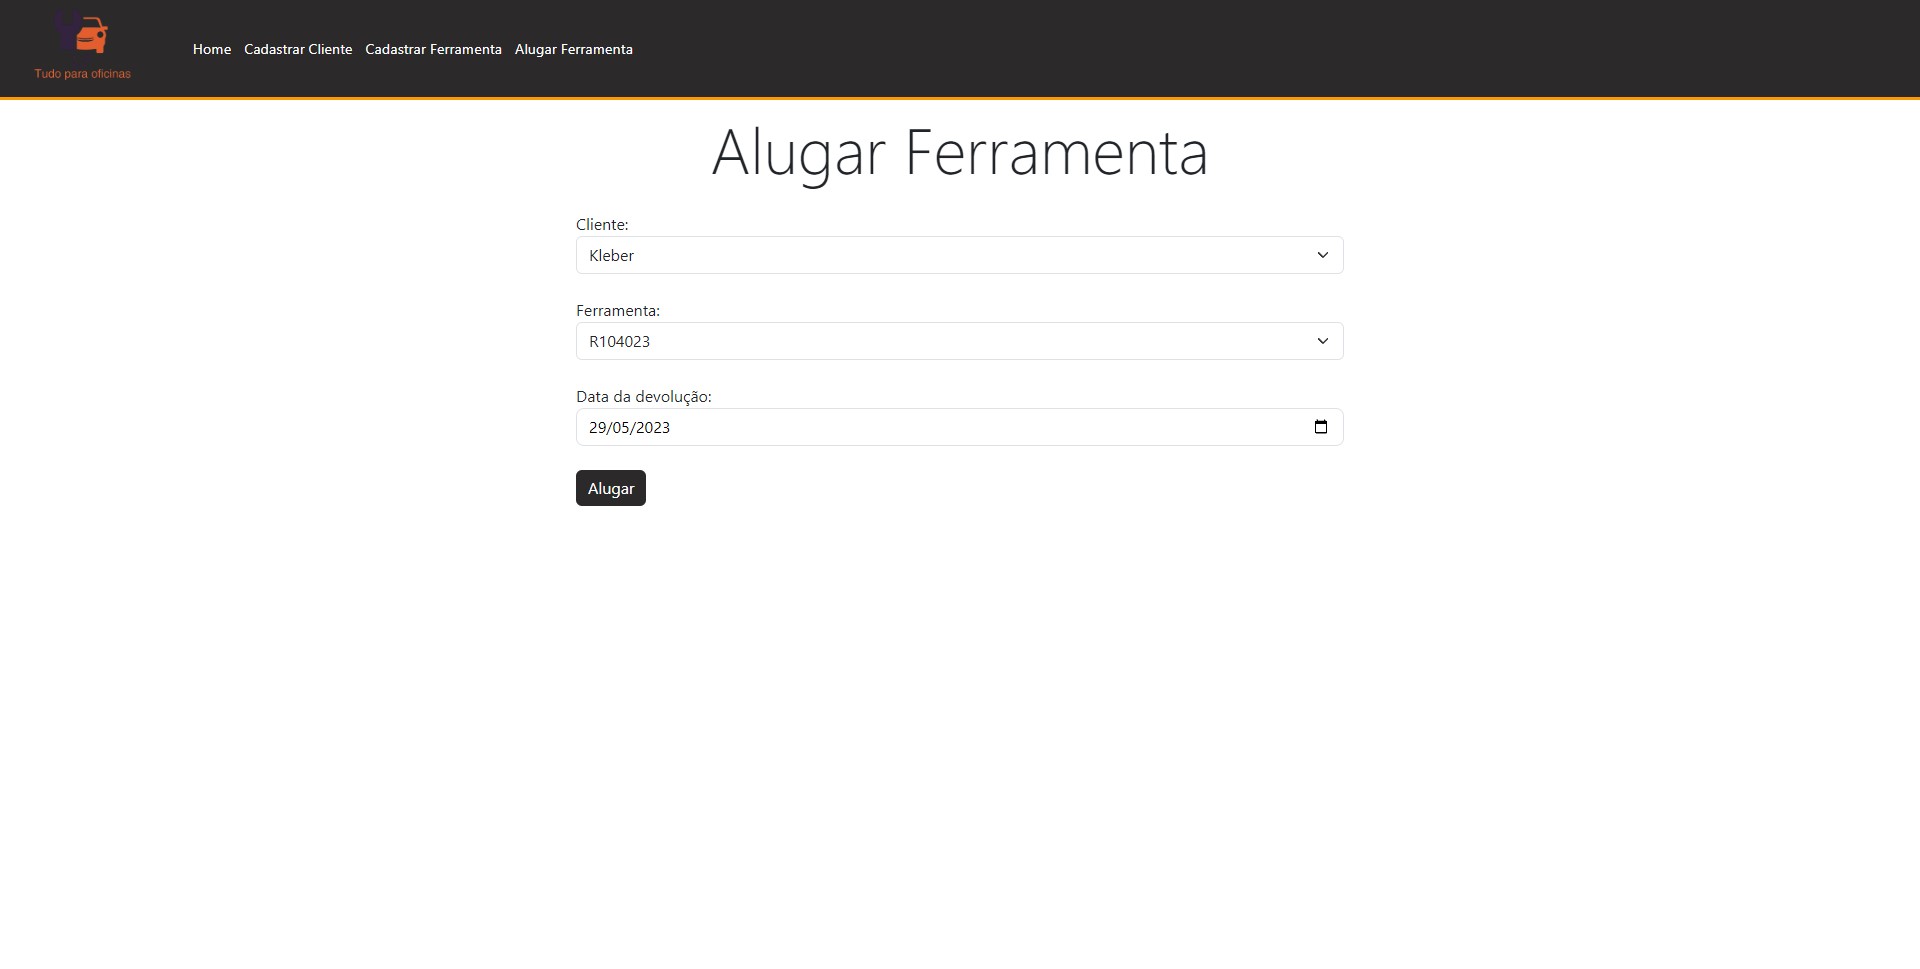 Tudo para oficinas
Home Cadastrar Cliente Cadastrar Ferramenta Alugar Ferramenta
Alugar Ferramenta
Cliente:
Kleber
Ferramenta:
R104023
Data da devolução:
29/05/2023
Alugar